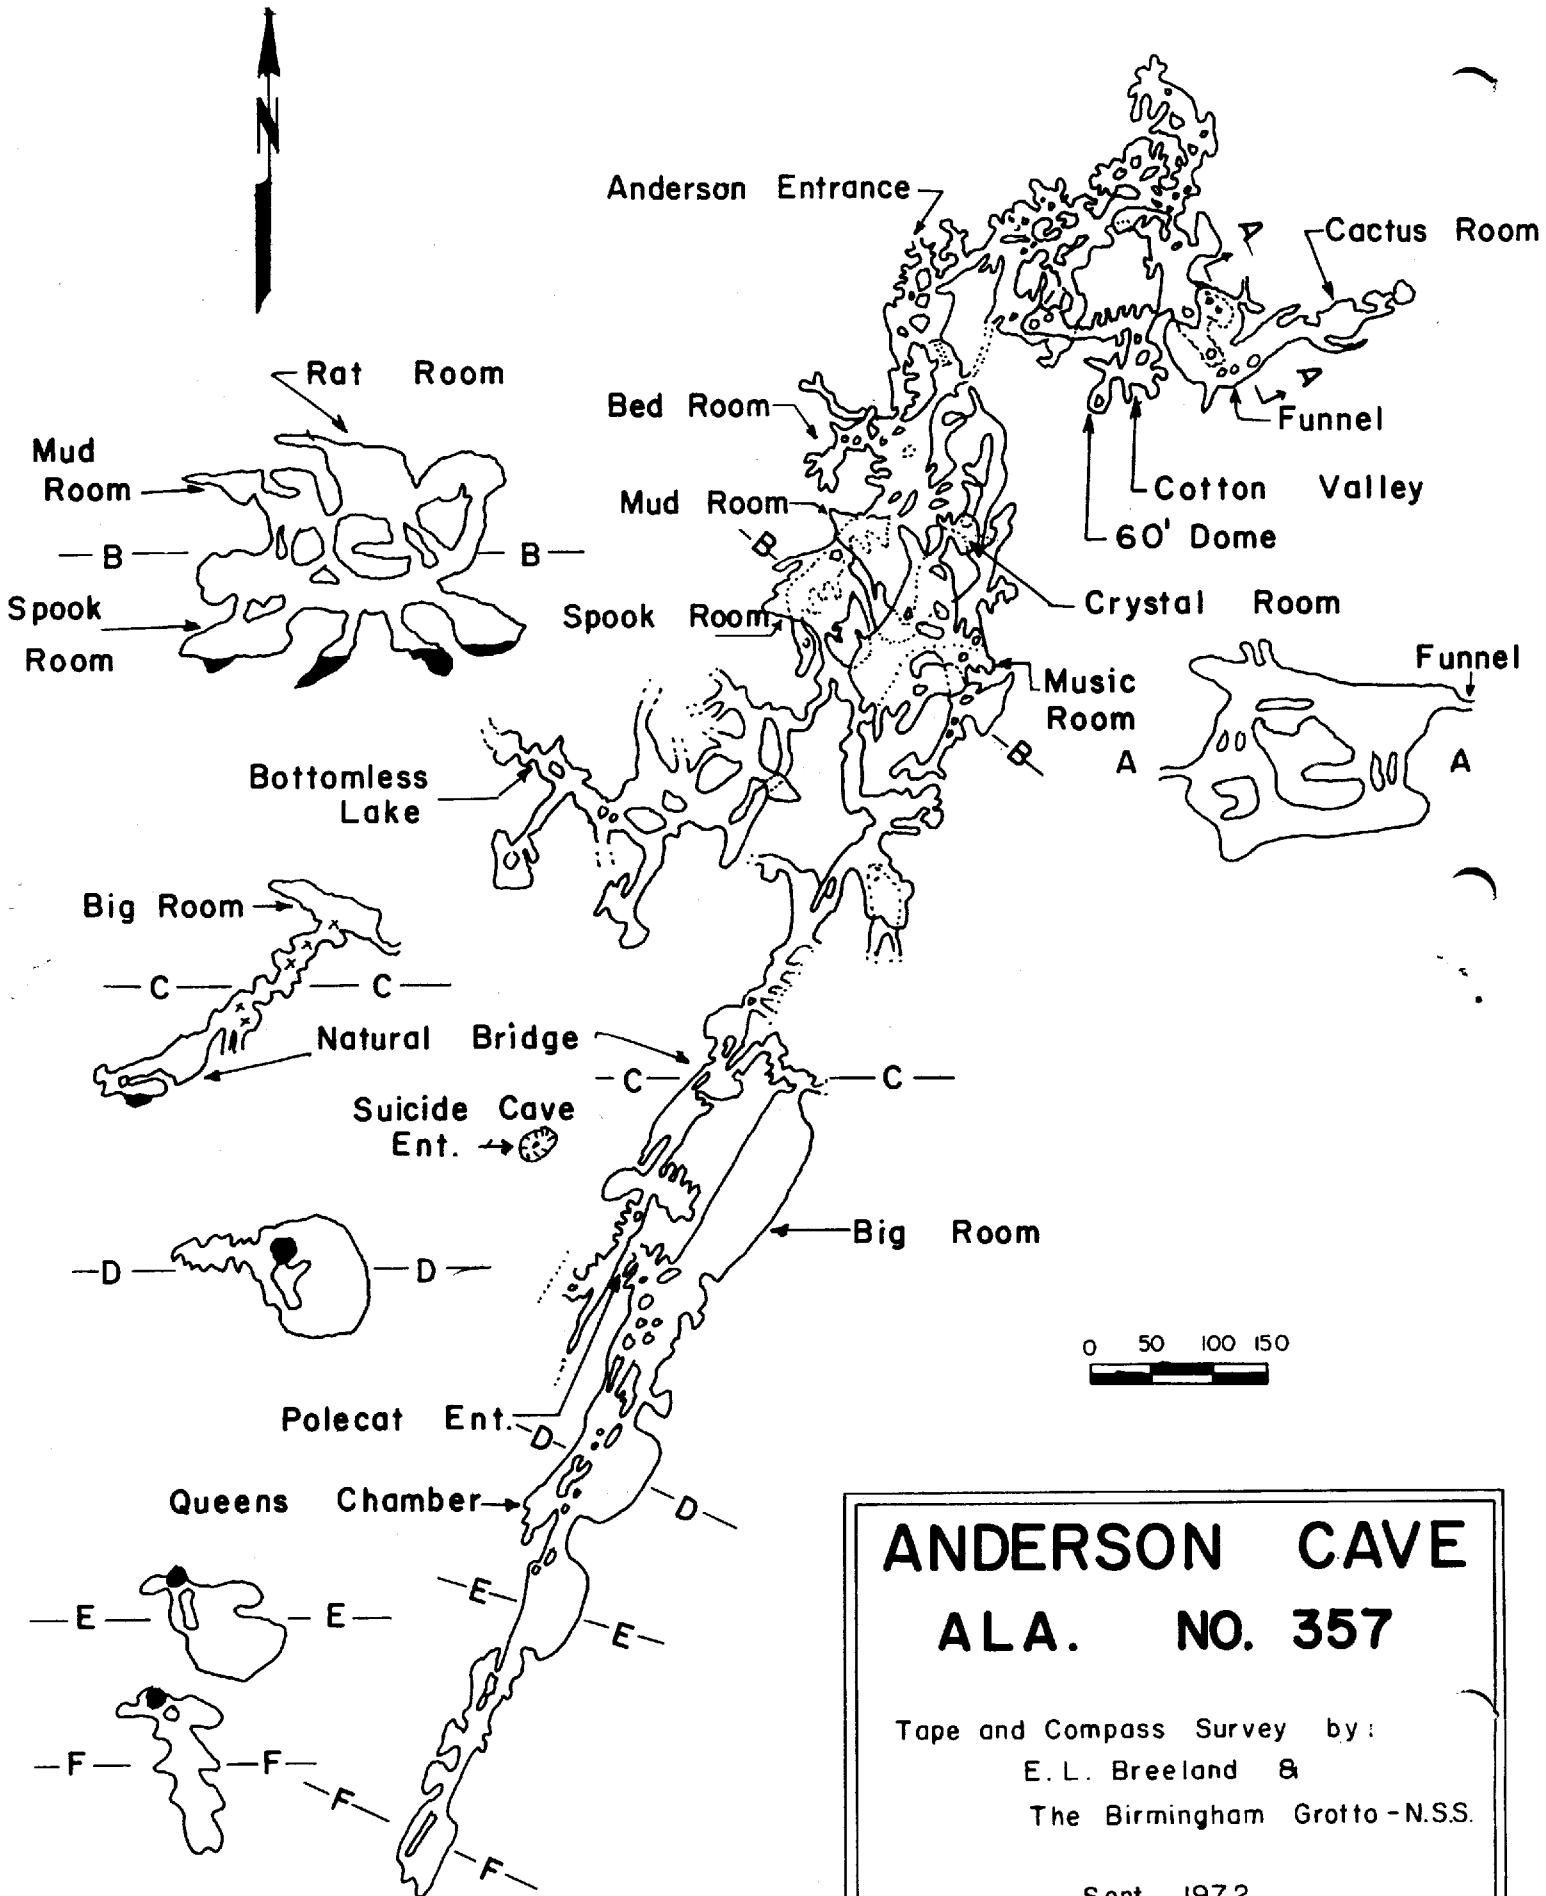 N
Anderson Entrance
A
Cactus Room
Rat Room
Bed Room
A
Funnel
Mud
Room
Mud Room
Cotton Valley
60' Dome
B
B
B
Spook
Room
Spook Room
Crystal Room
Funnel
Music
Room
B
A
A
Bottomless
Lake
Big Room
C
C
Natural Bridge
C
C
Suicide Cave
Ent.
Big Room
D
D
0 50 100 150
Polecat Ent.
D
Queens Chamber
D
E
E
E
E
F
F
F
F
ANDERSON CAVE
ALA. NO. 357
Tape and Compass Survey by:
E. L. Breeland &
The Birmingham Grotto - N.S.S.
Sept. 1972